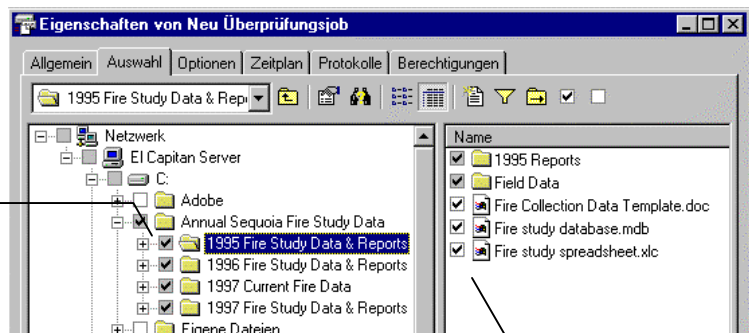 Eigenschaften von Neu Überprüfungsjob
Allgemein Auswahl Optionen Zeitplan Protokolle Berechtigungen
1995 Fire Study Data & Rep
Netzwerk
El Capitan Server
C:
Adobe
Annual Sequoia Fire Study Data
1995 Fire Study Data & Reports
1996 Fire Study Data & Reports
1997 Current Fire Data
1997 Fire Study Data & Reports
Eigene Dateien
Name
1995 Reports
Field Data
Fire Collection Data Template.doc
Fire study database.mdb
Fire study spreadsheet.xlc